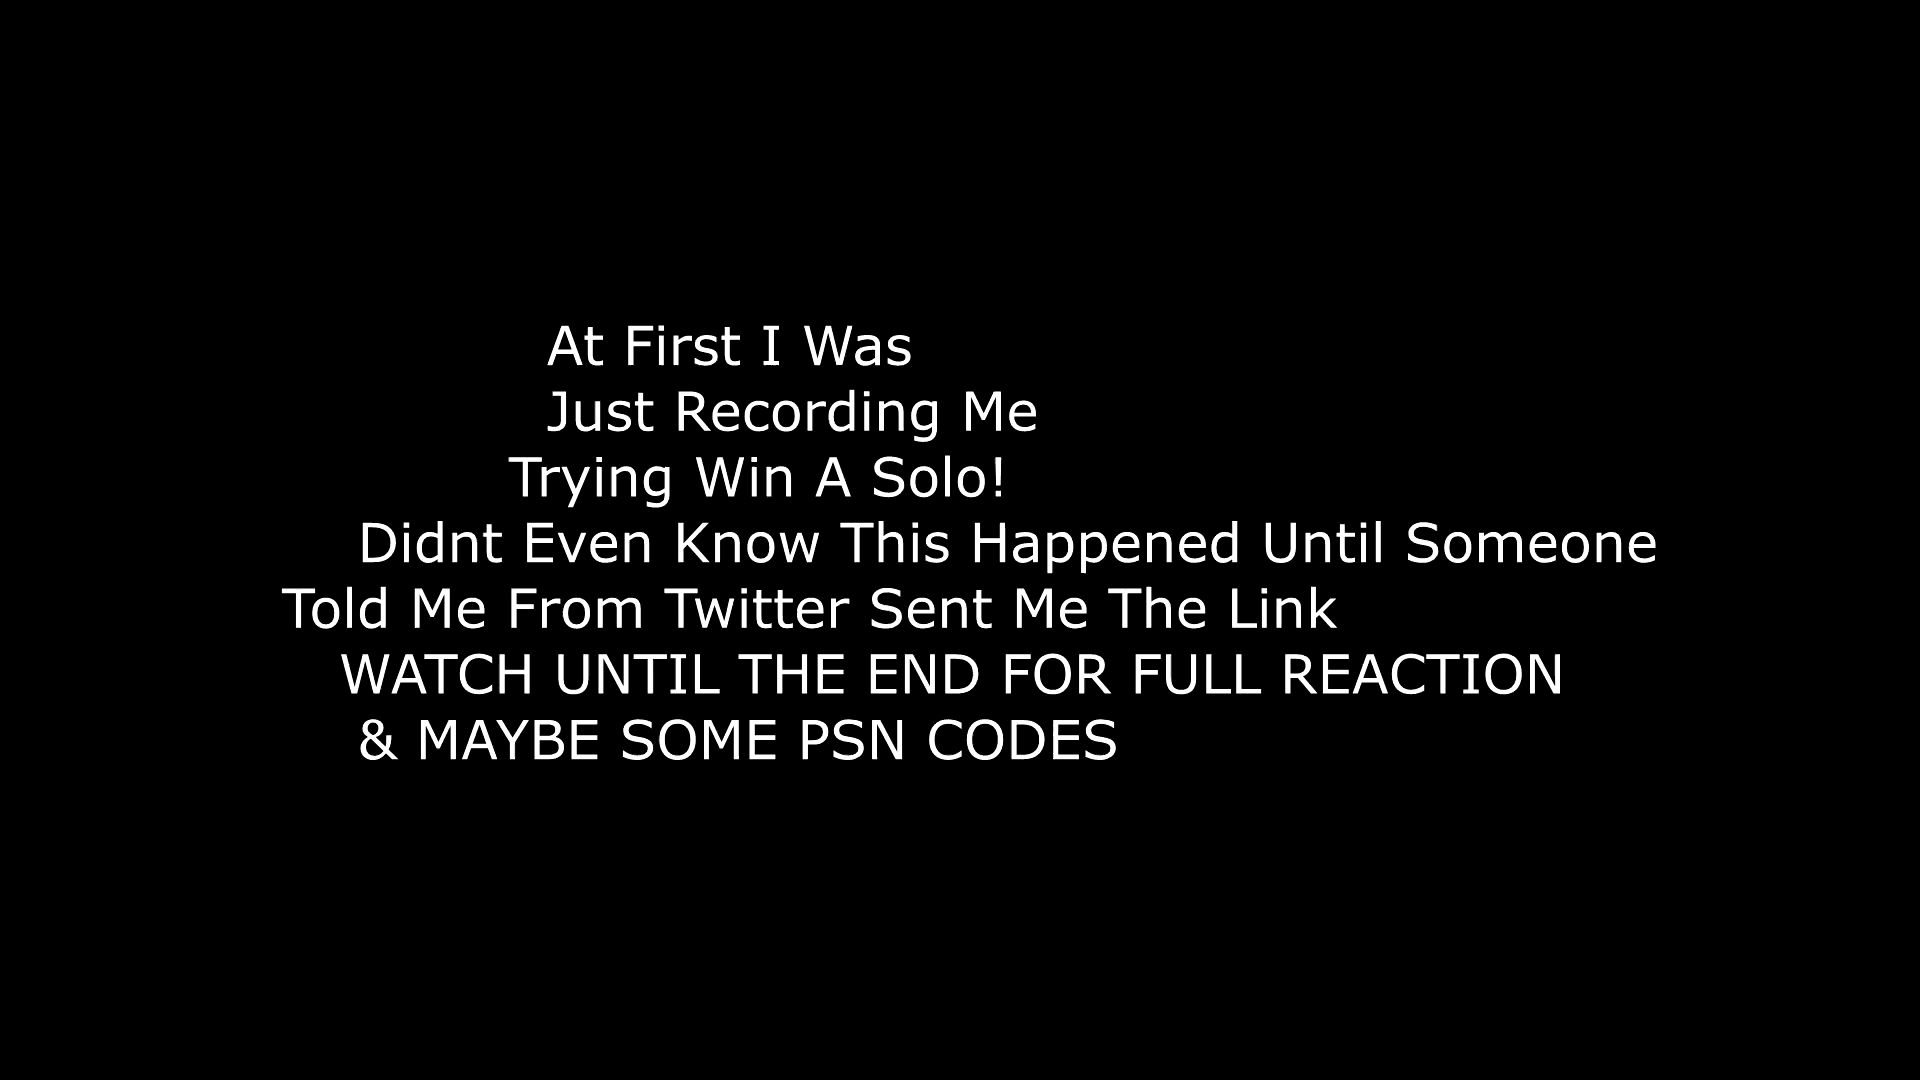 At First I Was
Just Recording Me
Trying Win A Solo!
Didnt Even Know This Happened Until Someone
Told Me From Twitter Sent Me The Link
WATCH UNTIL THE END FOR FULL REACTION
& MAYBE SOME PSN CODES